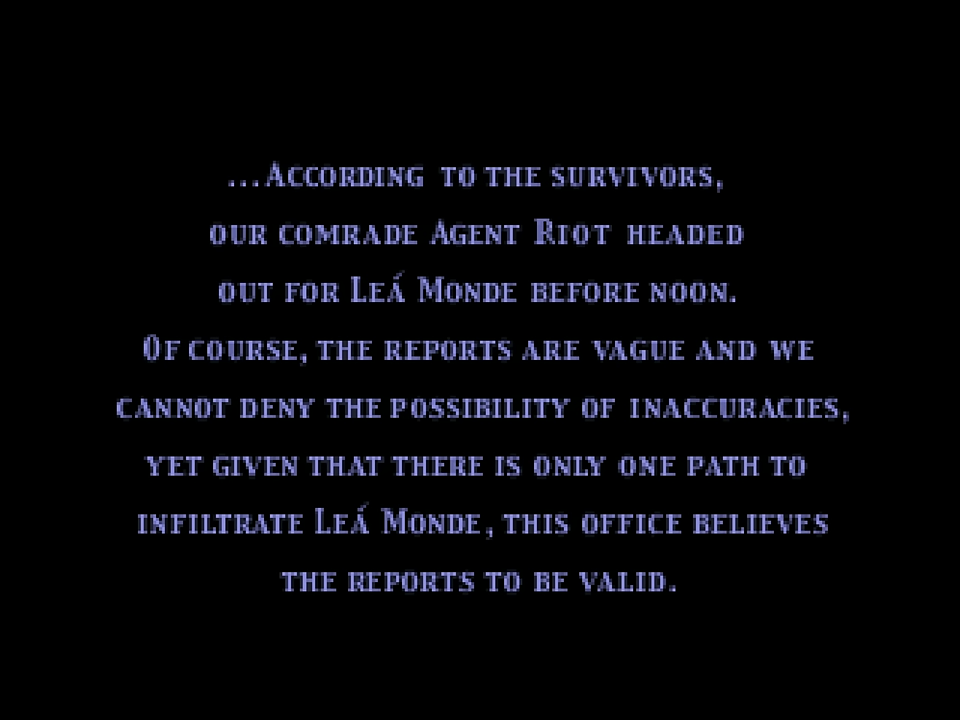 ...According to the survivors,
our comrade Agent Riot headed
out for Leá Monde before noon.
Of course, the reports are vague and we
cannot deny the possibility of inaccuracies,
yet given that there is only one path to
infiltrate Leá Monde, this office believes
the reports to be valid.